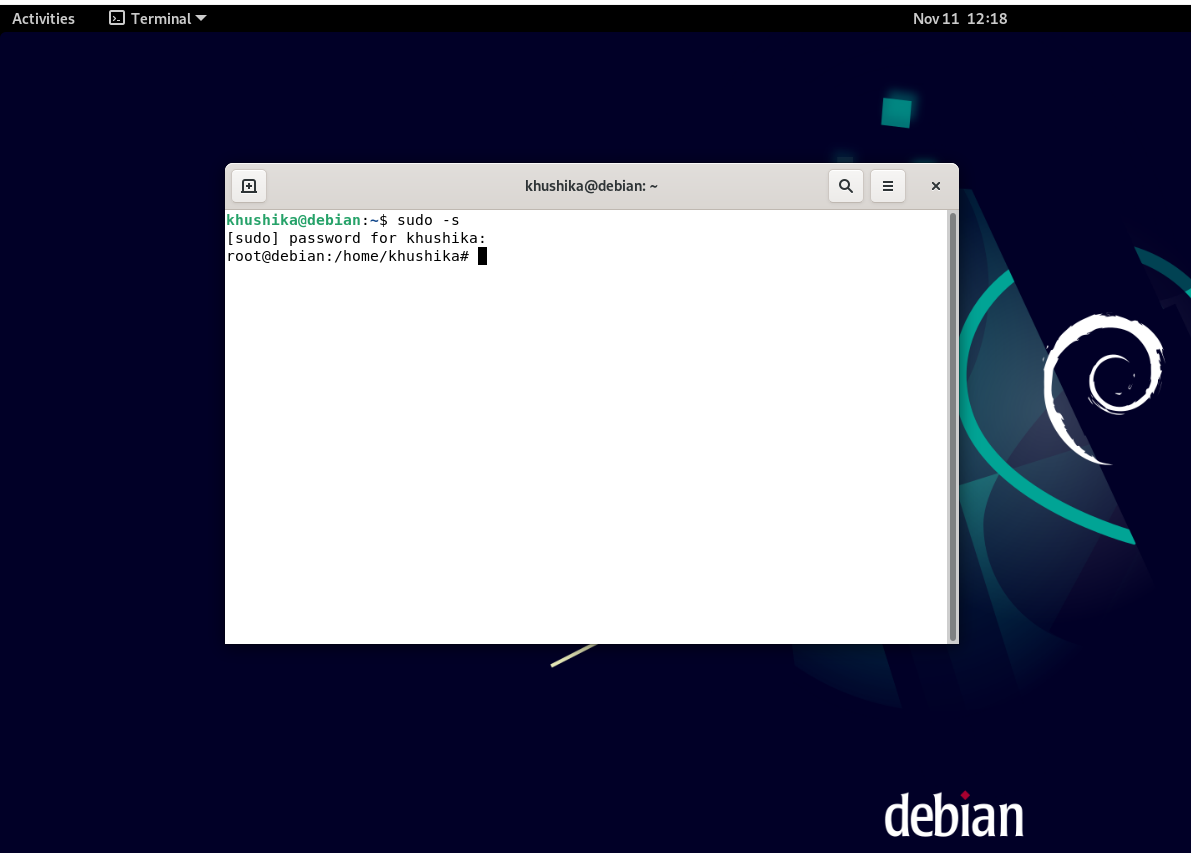 Activities Terminal Nov 11 12:18
khushika@debian: ~
khushika@debian:~$ sudo -s
[sudo] password for khushika:
root@debian:/home/khushika#
debian